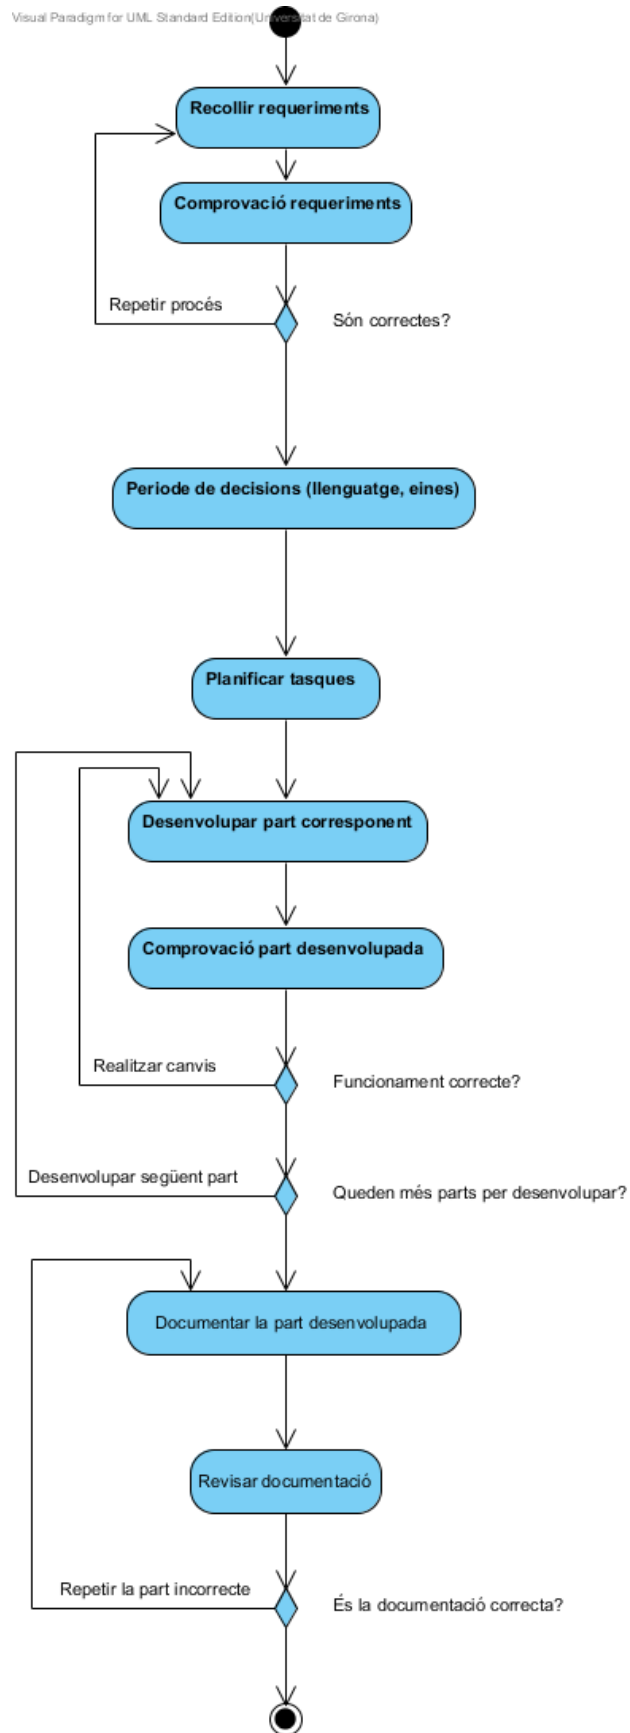 Visual Paradigm for UML Standard Edition(Universitat de Girona)
Recollir requeriments
Comprovació requeriments
Repetir procés
Són correctes?
Periode de decisions (llenguatge, eines)
Planificar tasques
Desenvolupar part corresponent
Comprovació part desenvolupada
Realitzar canvis
Funcionament correcte?
Desenvolupar següent part
Queden més parts per desenvolupar?
Documentar la part desenvolupada
Revisar documentació
Repetir la part incorrecte
És la documentació correcta?